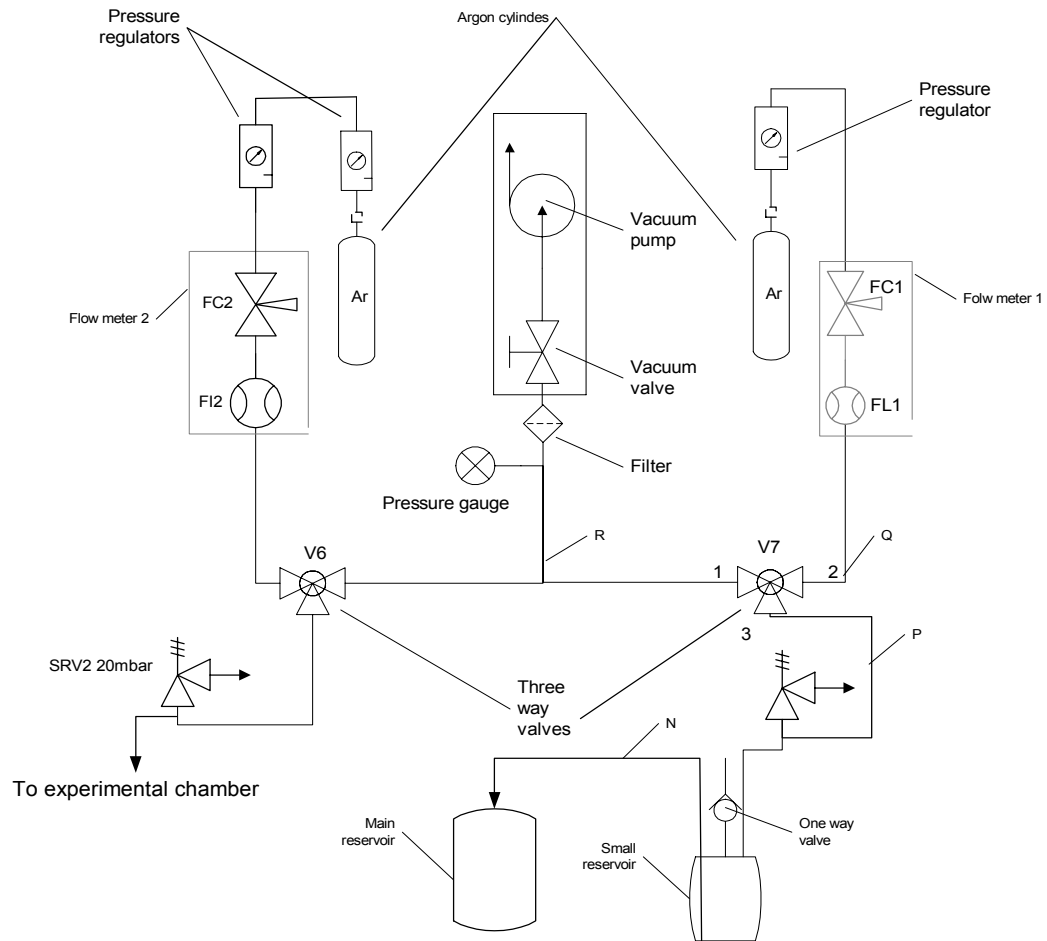 Pressure
regulators
Argon cylindes
Pressure
regulator
Vacuum
pump
FC2
Ar
Ar
FC1
Flow meter 2
Folw meter 1
Vacuum
valve
FI2
FL1
Filter
Pressure gauge
R
Q
V6
V7
1
2
3
P
SRV2 20mbar
Three
way
valves
N
To experimental chamber
Main
reservoir
One way
valve
Small
reservoir